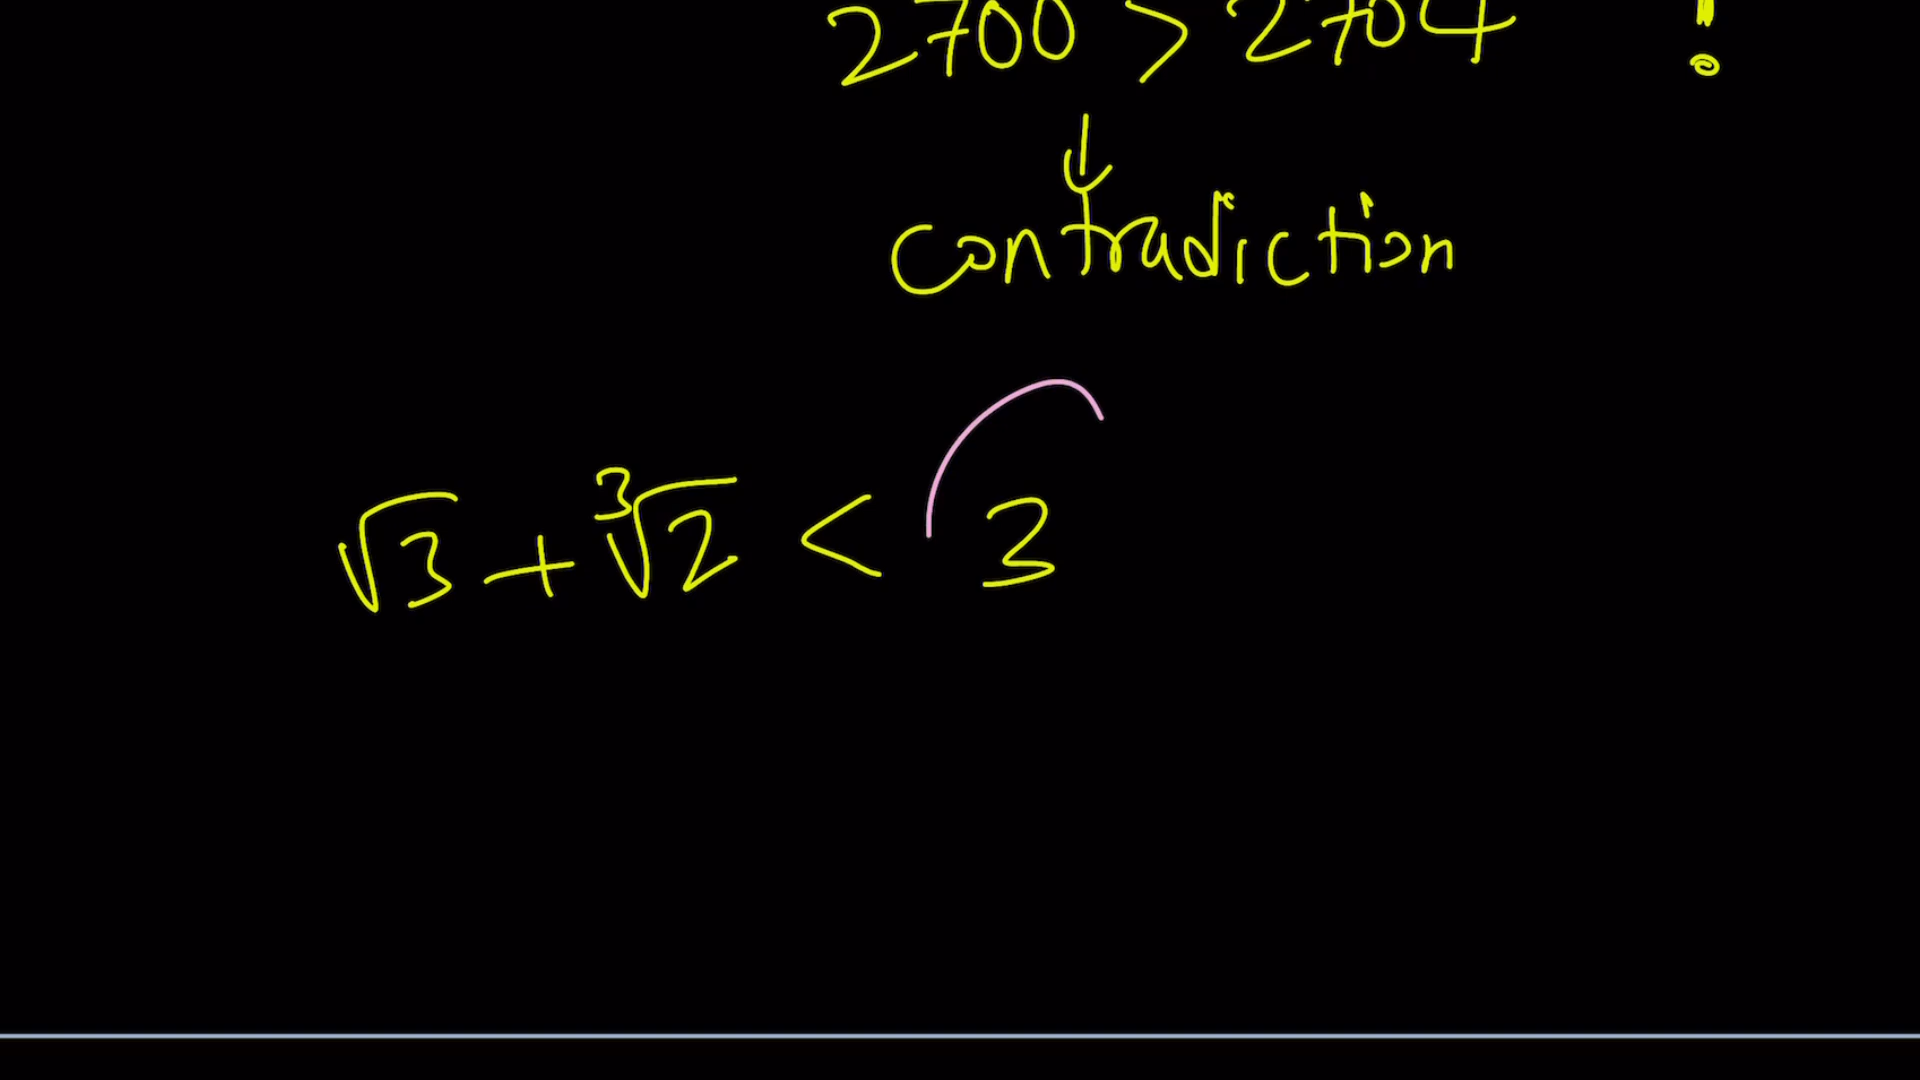 2700 > 2704 !
contradiction
√3 + ∛2 < 3